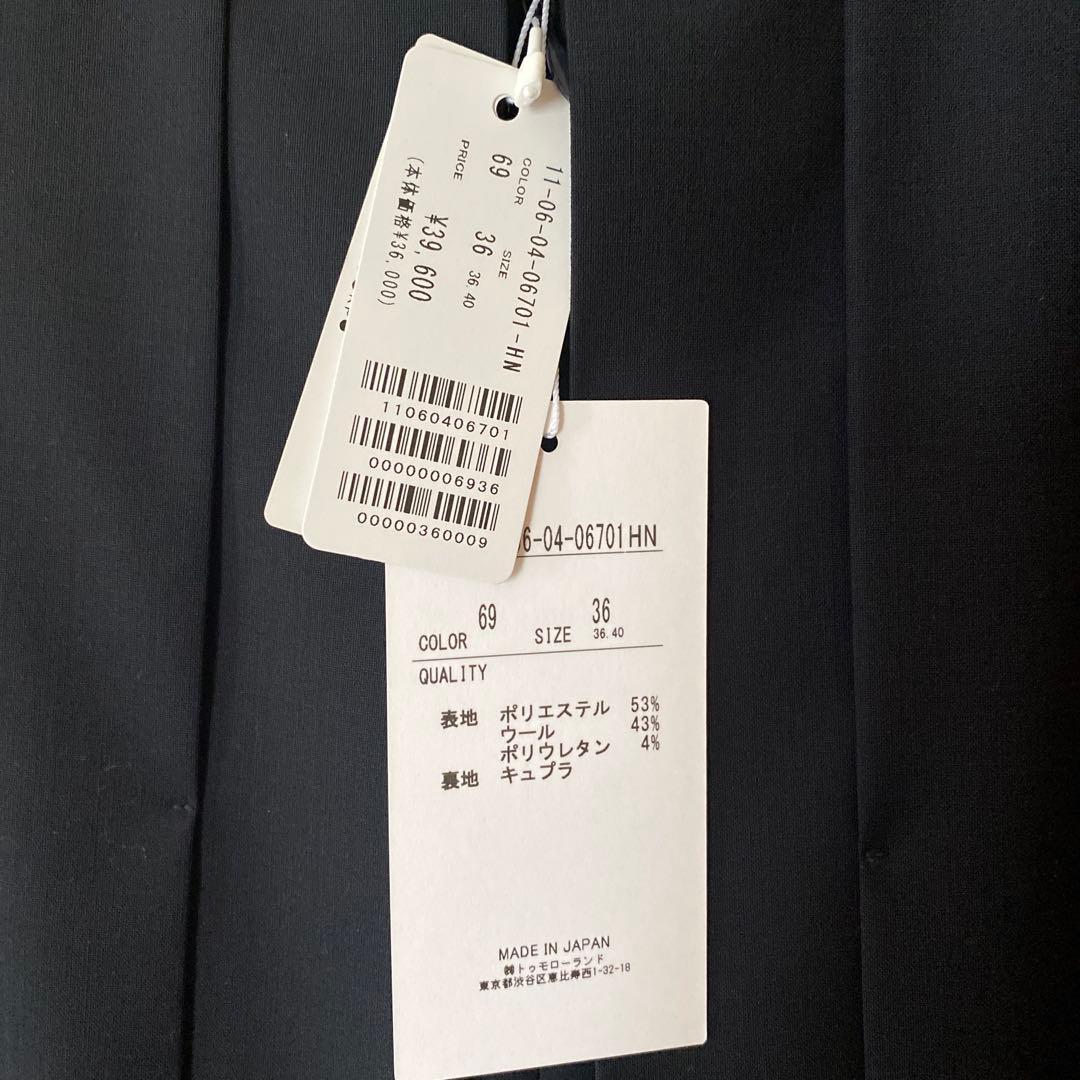 11-06-04-06701-HN
COLOR SIZE
69 36 36.40
PRICE
¥39,600
(本体価格¥36,000)
11060406701
00000006936
00000360009
6-04-06701HN
COLOR 69 SIZE 36
36.40
QUALITY
表地 ポリエステル 53%
ウール 43%
ポリウレタン 4%
裏地 キュプラ
MADE IN JAPAN
㈱トゥモローランド
東京都渋谷区恵比寿西1-32-18